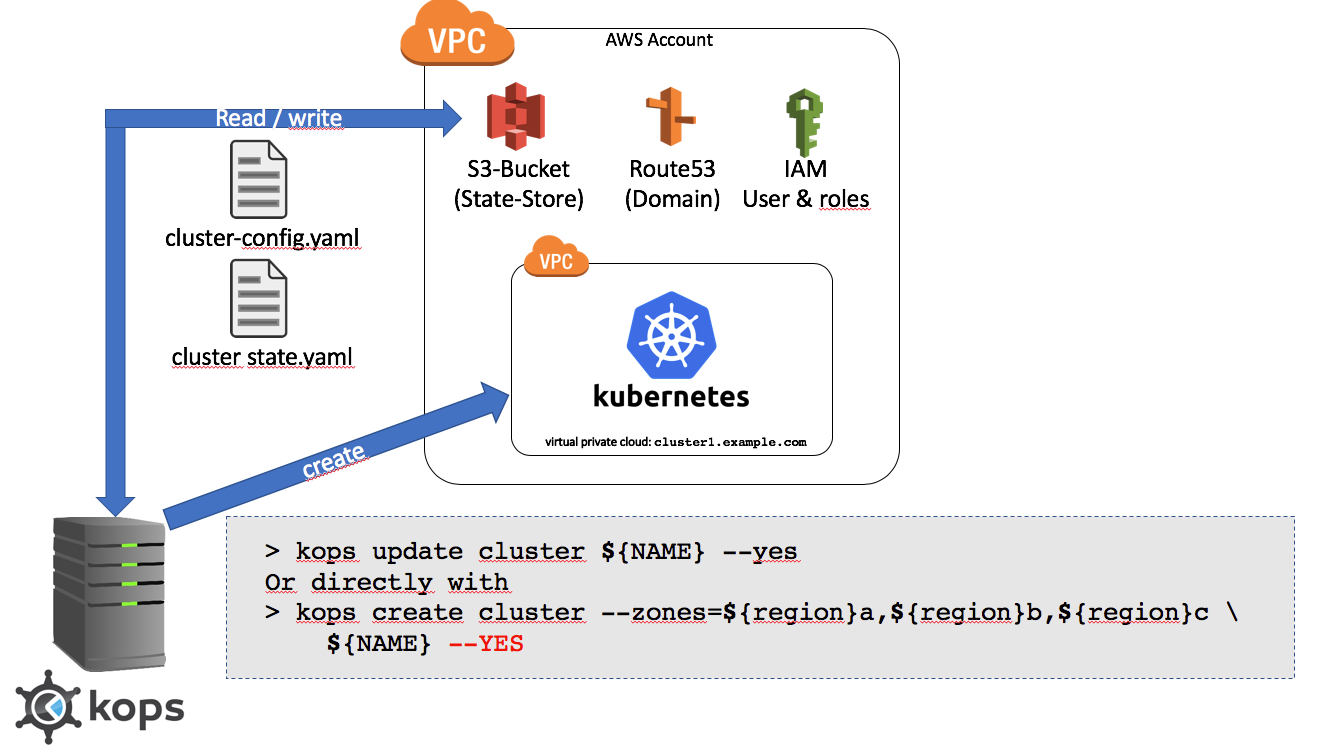 VPC
AWS Account
Read / write
S3-Bucket
(State-Store)
Route53
(Domain)
IAM
User & roles
cluster-config.yaml
cluster state.yaml
VPC
kubernetes
virtual private cloud: cluster1.example.com
create
> kops update cluster ${NAME} --yes
Or directly with
> kops create cluster --zones=${region}a,${region}b,${region}c \
${NAME} --YES
kops